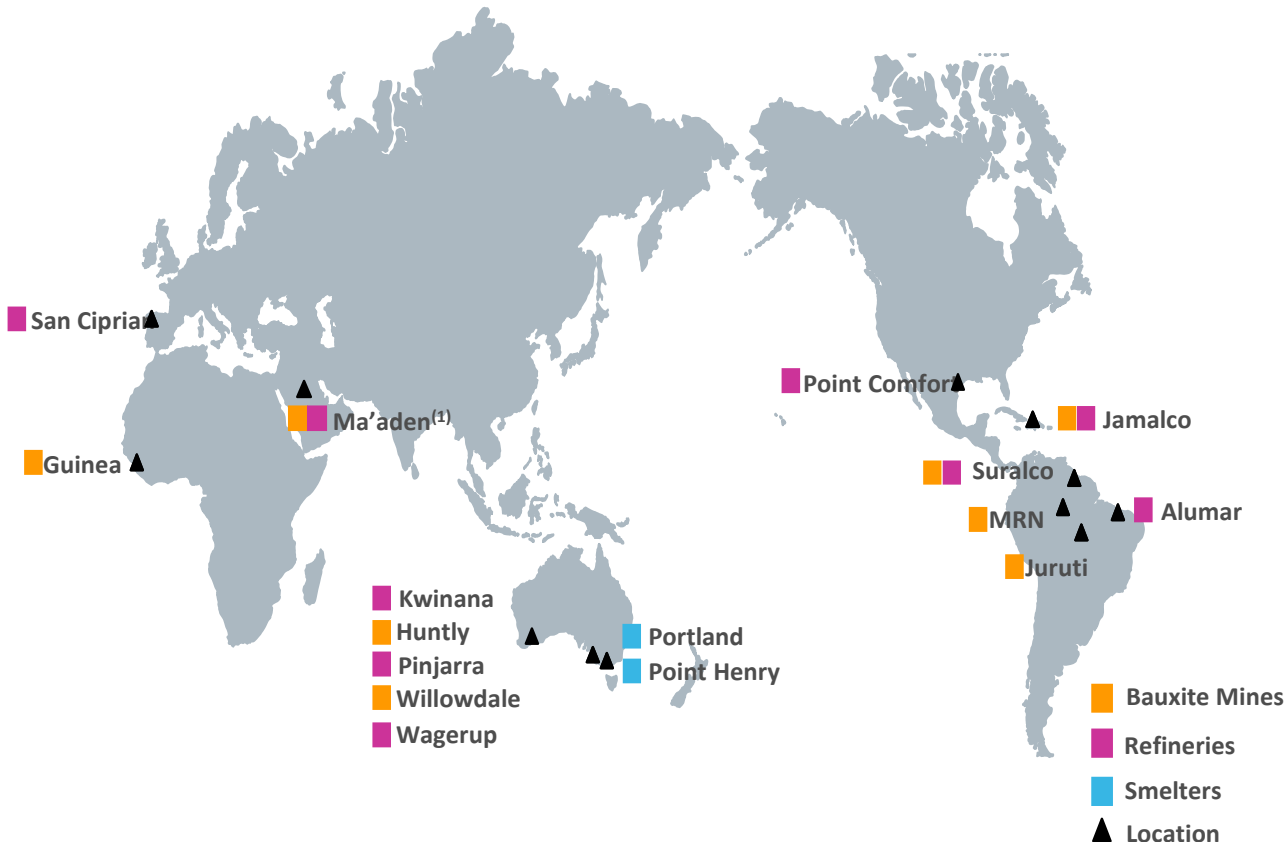 San Ciprian
Ma’aden(1)
Guinea
Point Comfort
Jamalco
Suralco
MRN
Alumar
Juruti
Kwinana
Huntly
Pinjarra
Willowdale
Wagerup
Portland
Point Henry
Bauxite Mines
Refineries
Smelters
Location